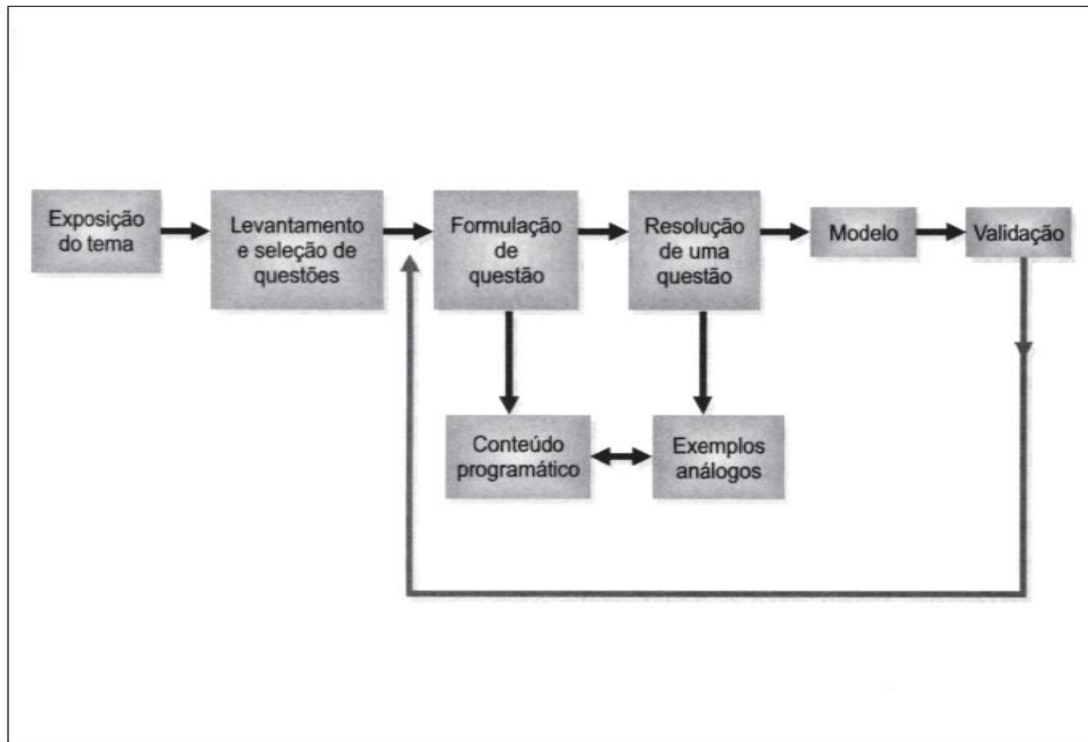 Exposição
do tema
Levantamento
e seleção de
questões
Formulação
de
questão
Resolução
de uma
questão
Modelo
Validação
Conteúdo
programático
Exemplos
análogos